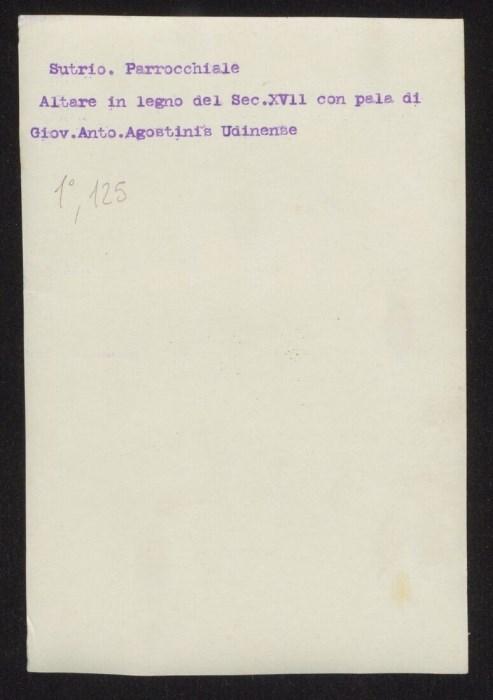 Sutrio. Parrocchiale
Altare in legno del Sec.XVll con pala di
Giov.Anto.Agostinis Udinense
1°, 125